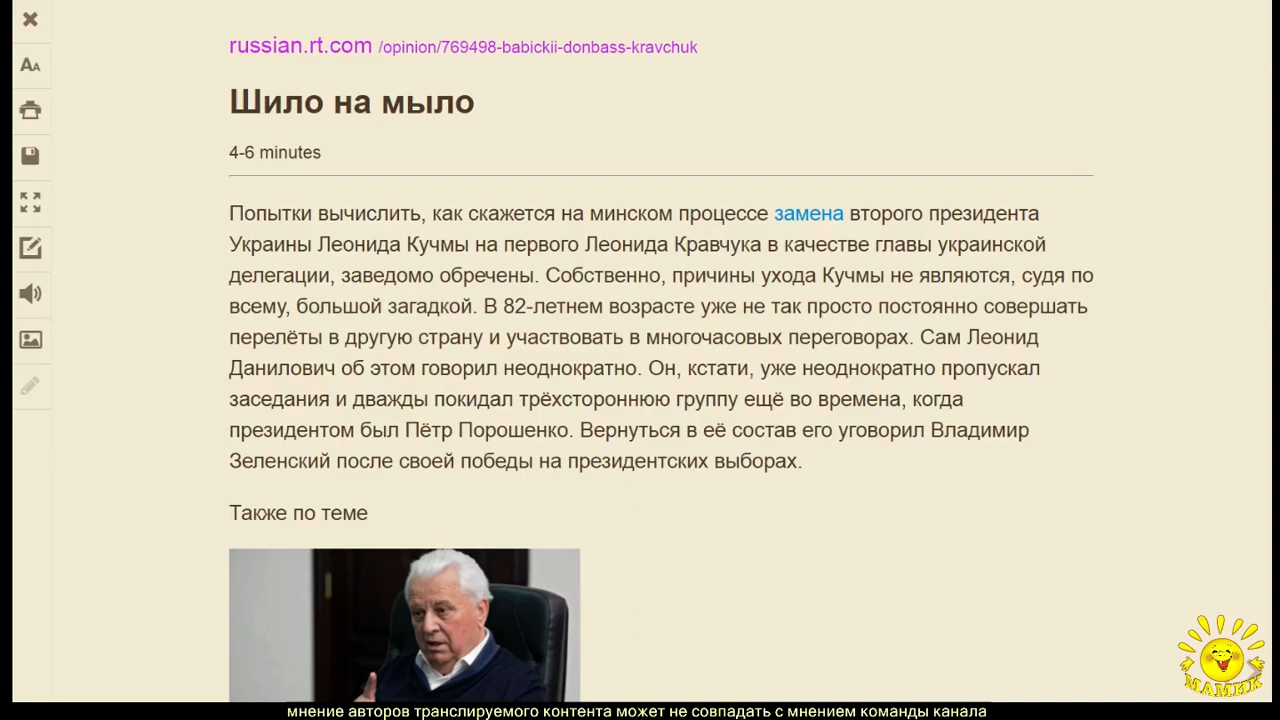 russian.rt.com /opinion/769498-babickii-donbass-kravchuk
Шило на мыло
4-6 minutes
Попытки вычислить, как скажется на минском процессе замена второго президента
Украины Леонида Кучмы на первого Леонида Кравчука в качестве главы украинской
делегации, заведомо обречены. Собственно, причины ухода Кучмы не являются, судя по
всему, большой загадкой. В 82-летнем возрасте уже не так просто постоянно совершать
перелёты в другую страну и участвовать в многочасовых переговорах. Сам Леонид
Данилович об этом говорил неоднократно. Он, кстати, уже неоднократно пропускал
заседания и дважды покидал трёхстороннюю группу ещё во времена, когда
президентом был Пётр Порошенко. Вернуться в её состав его уговорил Владимир
Зеленский после своей победы на президентских выборах.
Также по теме
МАМИК
мнение авторов транслируемого контента может не совпадать с мнением команды канала